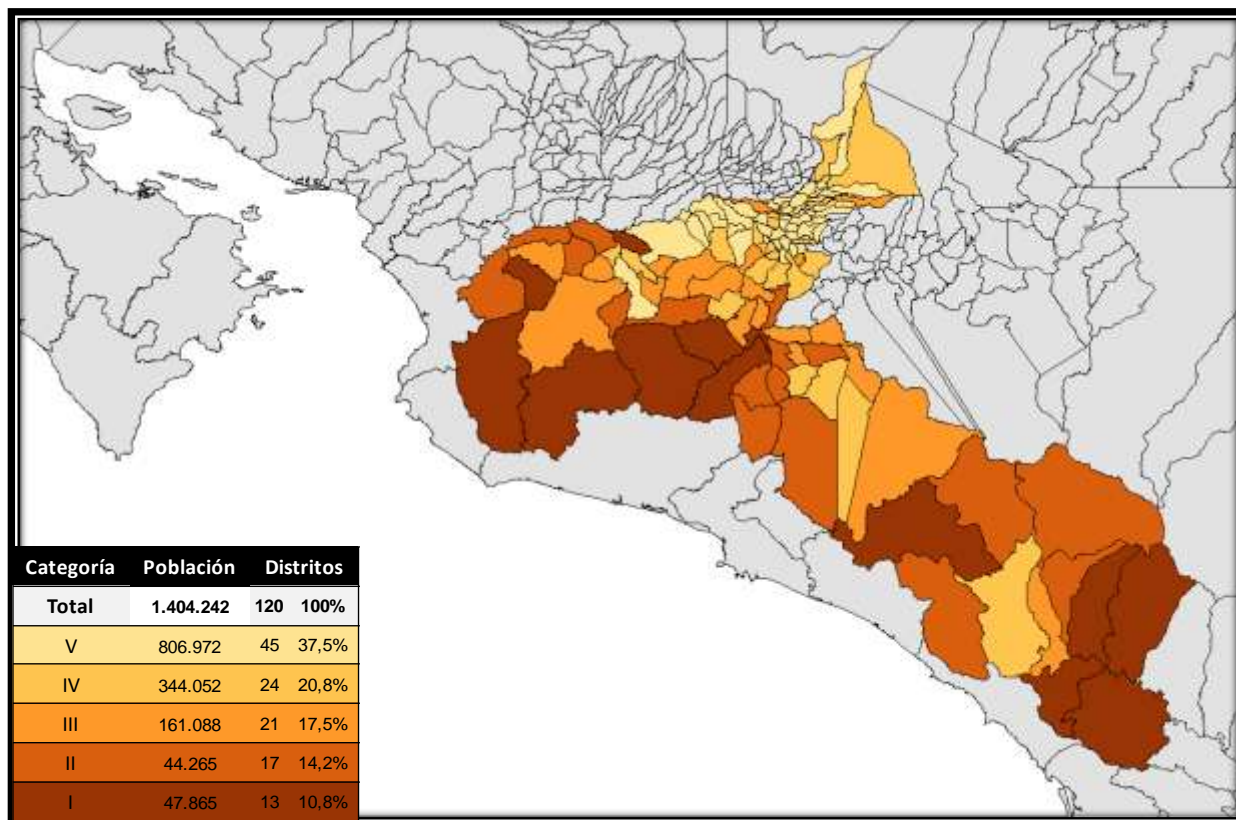 Categoría Población Distritos
Total 1.404.242 120 100%
V 806.972 45 37,5%
IV 344.052 24 20,8%
III 161.088 21 17,5%
II 44.265 17 14,2%
I 47.865 13 10,8%